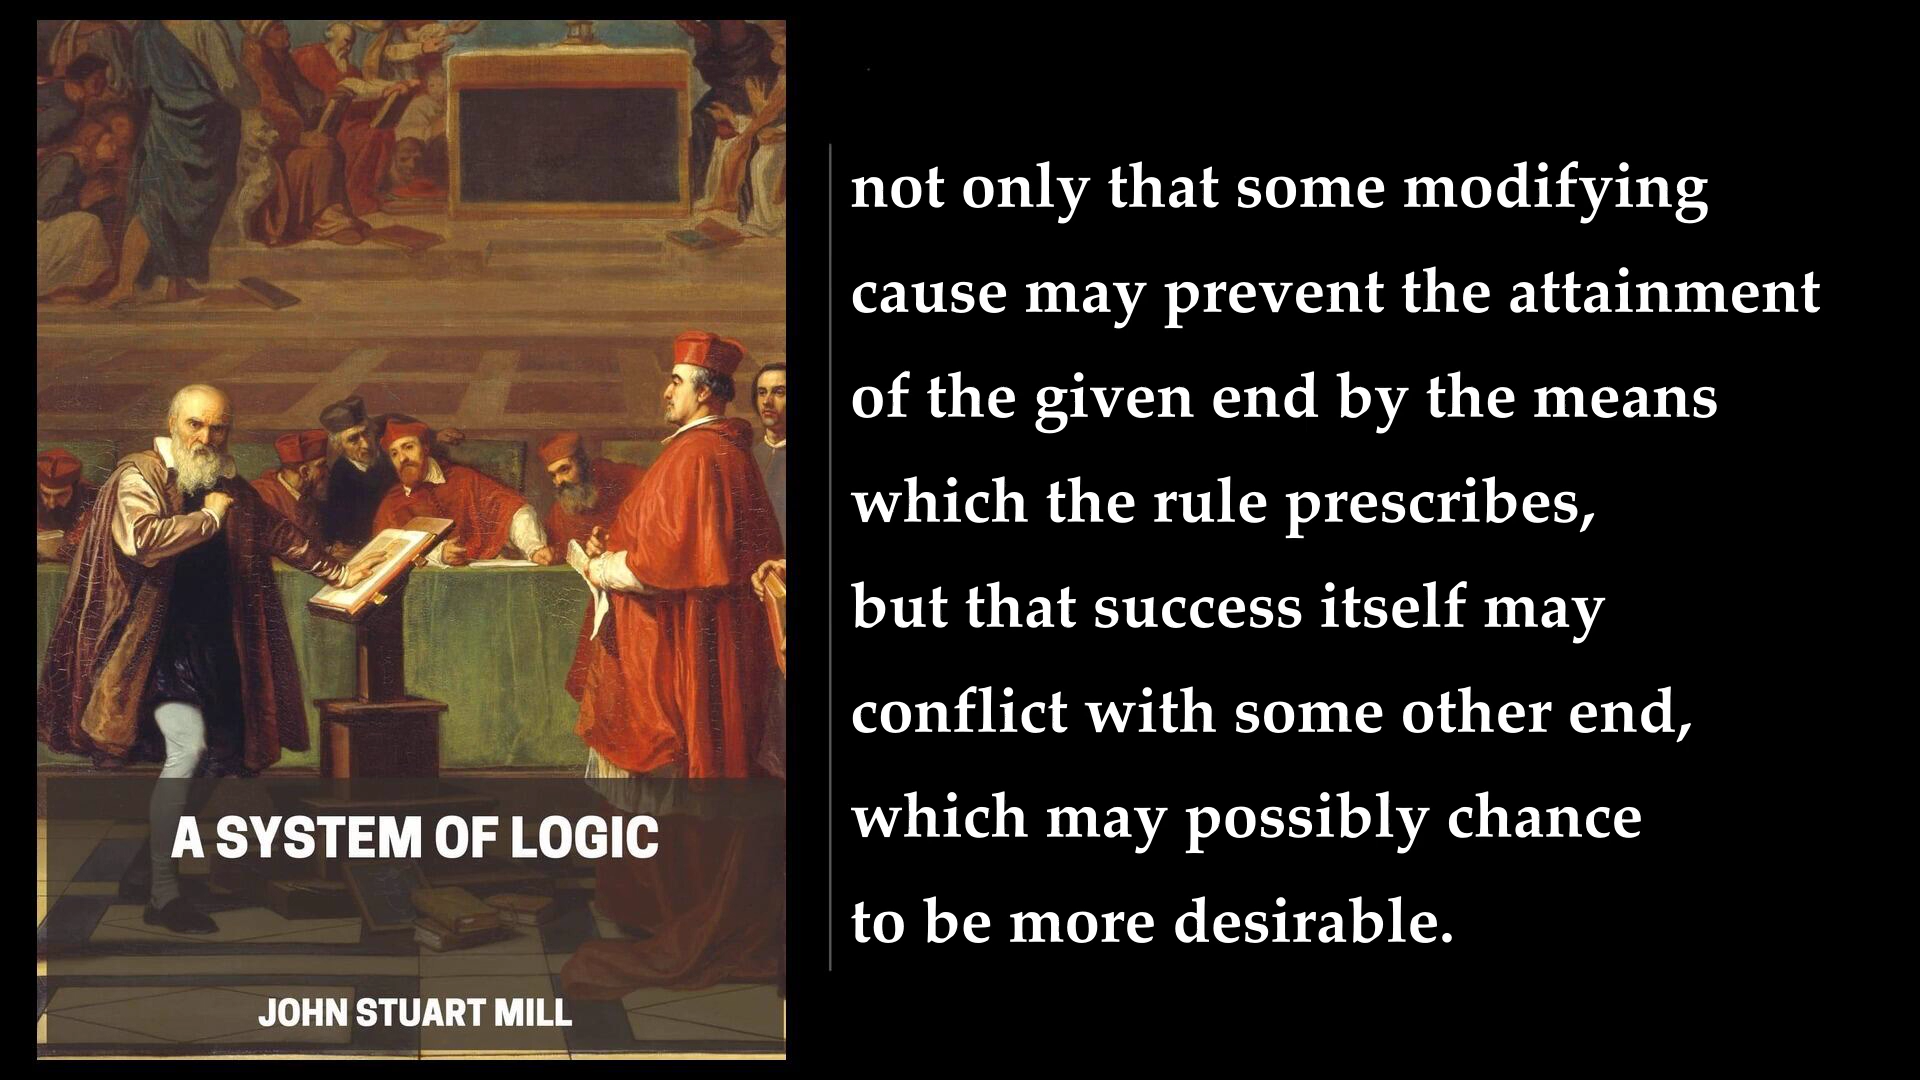 A SYSTEM OF LOGIC
JOHN STUART MILL
not only that some modifying
cause may prevent the attainment
of the given end by the means
which the rule prescribes,
but that success itself may
conflict with some other end,
which may possibly chance
to be more desirable.